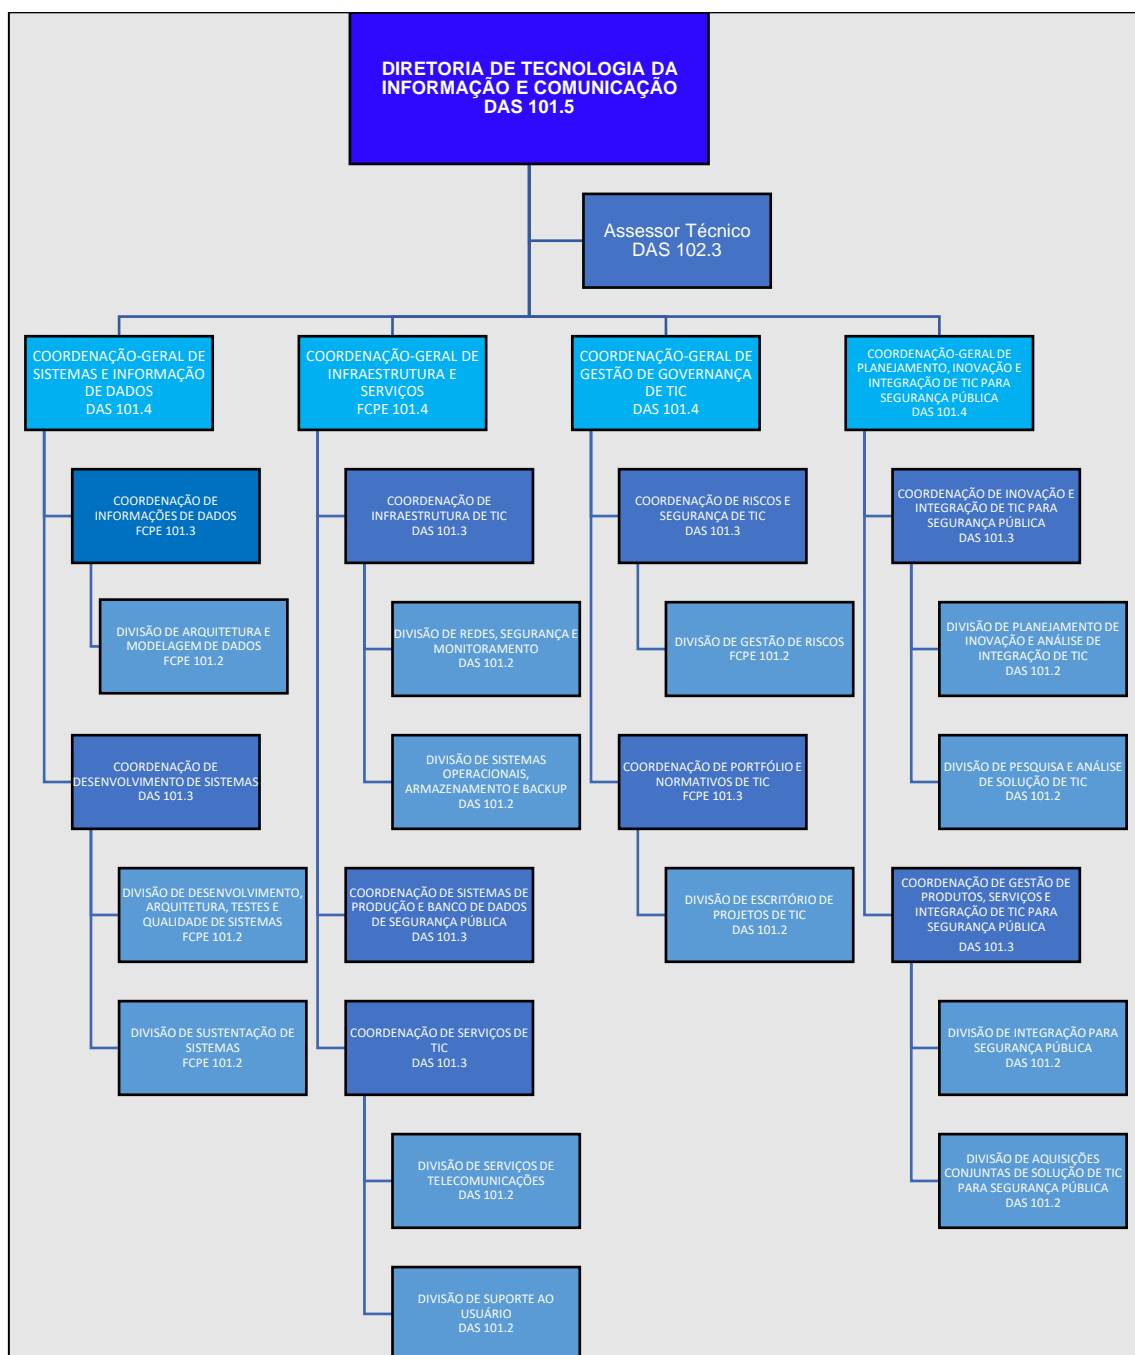 DIRETORIA DE TECNOLOGIA DA
INFORMAÇÃO E COMUNICAÇÃO
DAS 101.5
Assessor Técnico
DAS 102.3
COORDENAÇÃO-GERAL DE
SISTEMAS E INFORMAÇÃO
DE DADOS
DAS 101.4
COORDENAÇÃO DE
INFORMAÇÕES DE DADOS
FCPE 101.3
DIVISÃO DE ARQUITETURA E
MODELAGEM DE DADOS
FCPE 101.2
COORDENAÇÃO DE
DESENVOLVIMENTO DE SISTEMAS
DAS 101.3
DIVISÃO DE DESENVOLVIMENTO,
ARQUITETURA, TESTES E
QUALIDADE DE SISTEMAS
FCPE 101.2
DIVISÃO DE SUSTENTAÇÃO DE
SISTEMAS
FCPE 101.2
COORDENAÇÃO-GERAL DE
INFRAESTRUTURA E
SERVIÇOS
FCPE 101.4
COORDENAÇÃO DE
INFRAESTRUTURA DE TIC
DAS 101.3
DIVISÃO DE REDES, SEGURANÇA E
MONITORAMENTO
DAS 101.2
DIVISÃO DE SISTEMAS
OPERACIONAIS,
ARMAZENAMENTO E BACKUP
DAS 101.2
COORDENAÇÃO DE SISTEMAS DE
PRODUÇÃO E BANCO DE DADOS
DE SEGURANÇA PÚBLICA
DAS 101.3
COORDENAÇÃO DE SERVIÇOS DE
TIC
DAS 101.3
DIVISÃO DE SERVIÇOS DE
TELECOMUNICAÇÕES
DAS 101.2
DIVISÃO DE SUPORTE AO
USUÁRIO
DAS 101.2
COORDENAÇÃO-GERAL DE
GESTÃO DE GOVERNANÇA
DE TIC
DAS 101.4
COORDENAÇÃO DE RISCOS E
SEGURANÇA DE TIC
DAS 101.3
DIVISÃO DE GESTÃO DE RISCOS
FCPE 101.2
COORDENAÇÃO DE PORTFÓLIO E
NORMATIVOS DE TIC
FCPE 101.3
DIVISÃO DE ESCRITÓRIO DE
PROJETOS DE TIC
DAS 101.2
COORDENAÇÃO-GERAL DE
PLANEJAMENTO, INOVAÇÃO E
INTEGRAÇÃO DE TIC PARA
SEGURANÇA PÚBLICA
DAS 101.4
COORDENAÇÃO DE INOVAÇÃO E
INTEGRAÇÃO DE TIC PARA
SEGURANÇA PÚBLICA
DAS 101.3
DIVISÃO DE PLANEJAMENTO DE
INOVAÇÃO E ANÁLISE DE
INTEGRAÇÃO DE TIC
DAS 101.2
DIVISÃO DE PESQUISA E ANÁLISE
DE SOLUÇÃO DE TIC
DAS 101.2
COORDENAÇÃO DE GESTÃO DE
PRODUTOS, SERVIÇOS E
INTEGRAÇÃO DE TIC PARA
SEGURANÇA PÚBLICA
DAS 101.3
DIVISÃO DE INTEGRAÇÃO PARA
SEGURANÇA PÚBLICA
DAS 101.2
DIVISÃO DE AQUISIÇÕES
CONJUNTAS DE SOLUÇÃO DE TIC
PARA SEGURANÇA PÚBLICA
DAS 101.2